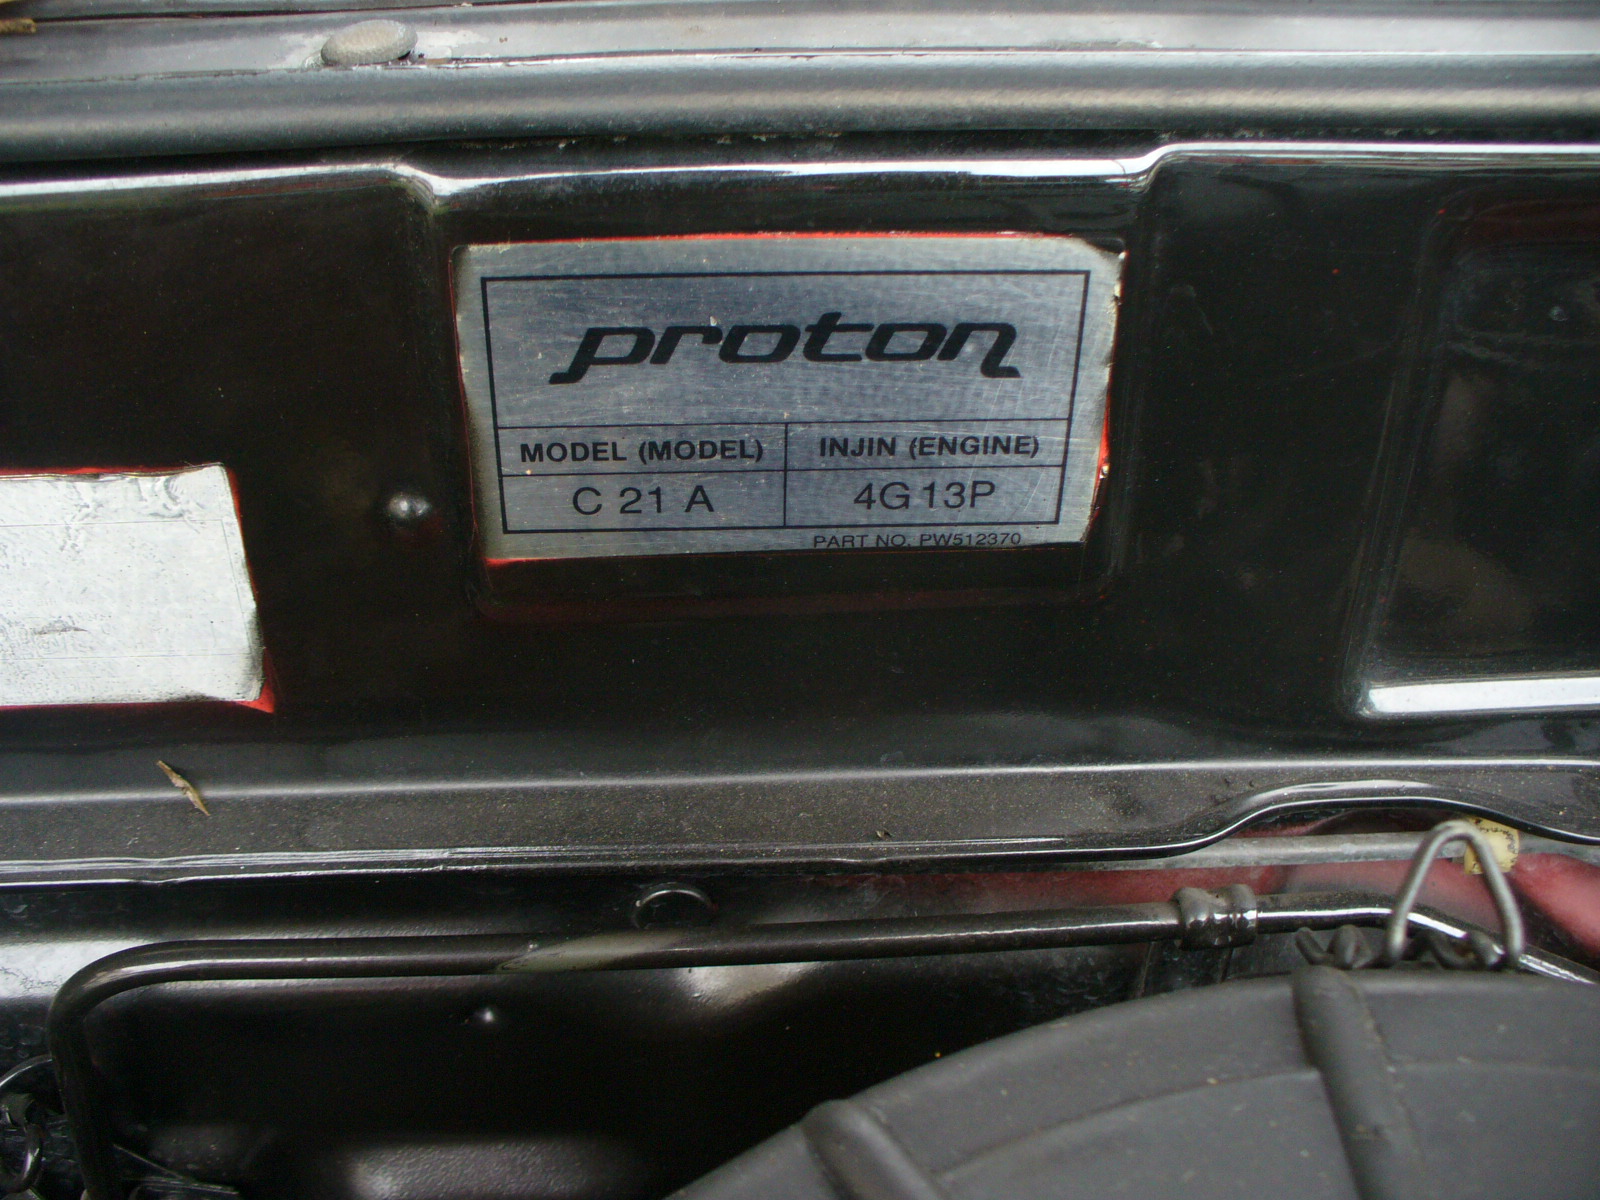 proton
MODEL (MODEL) INJIN (ENGINE)
C 21 A 4G13P
PART NO. PW512370